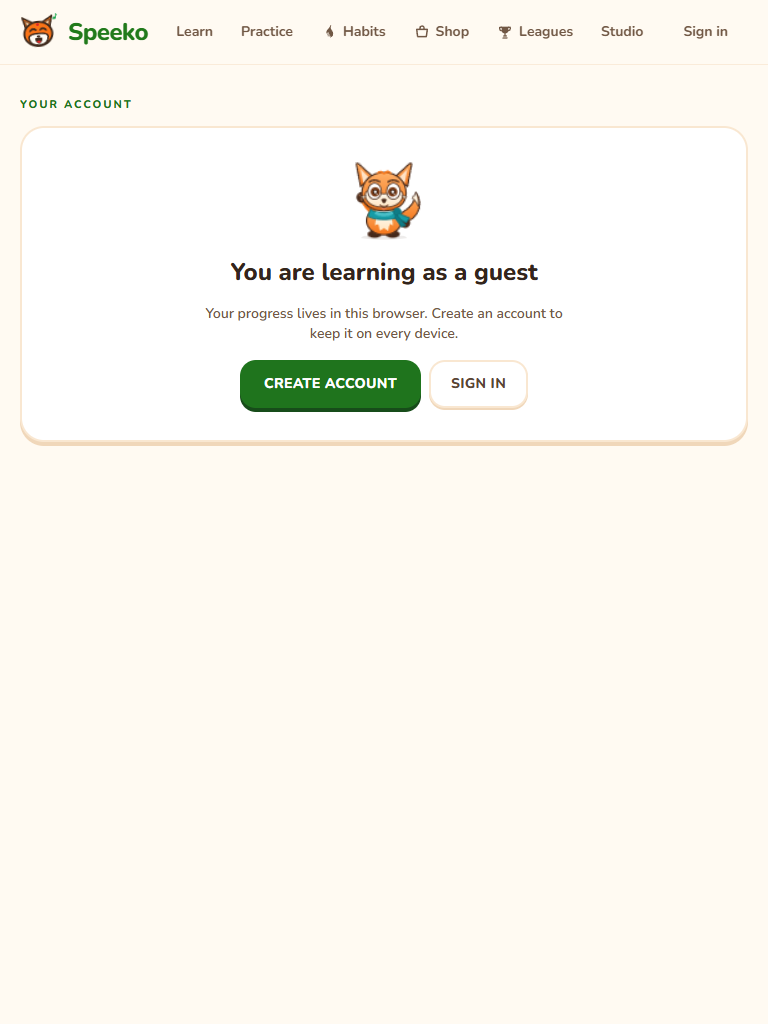 Speeko
Learn
Practice
Habits
Shop
Leagues
Studio
Sign in
YOUR ACCOUNT
You are learning as a guest
Your progress lives in this browser. Create an account to
keep it on every device.
CREATE ACCOUNT
SIGN IN